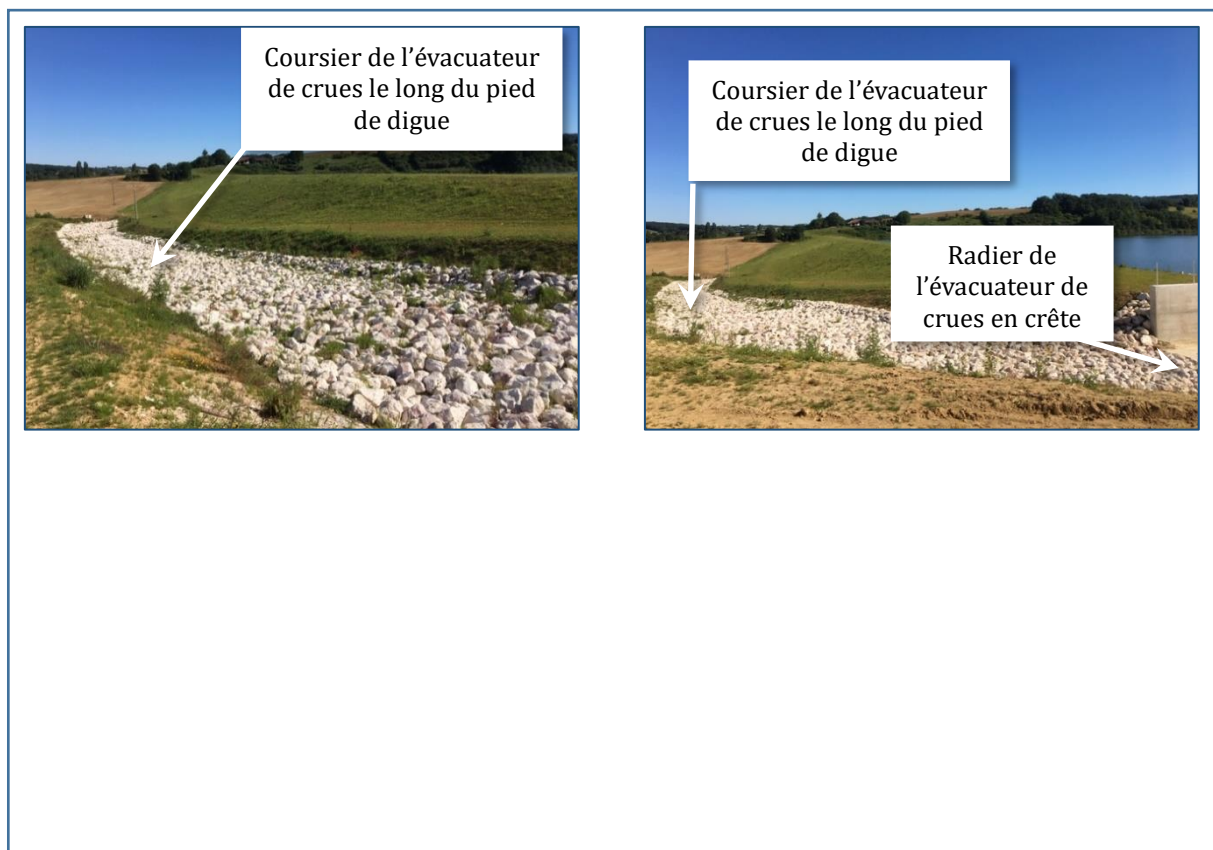 Coursier de l’évacuateur
de crues le long du pied
de digue
Coursier de l’évacuateur
de crues le long du pied
de digue
Radier de
l’évacuateur de
crues en crête